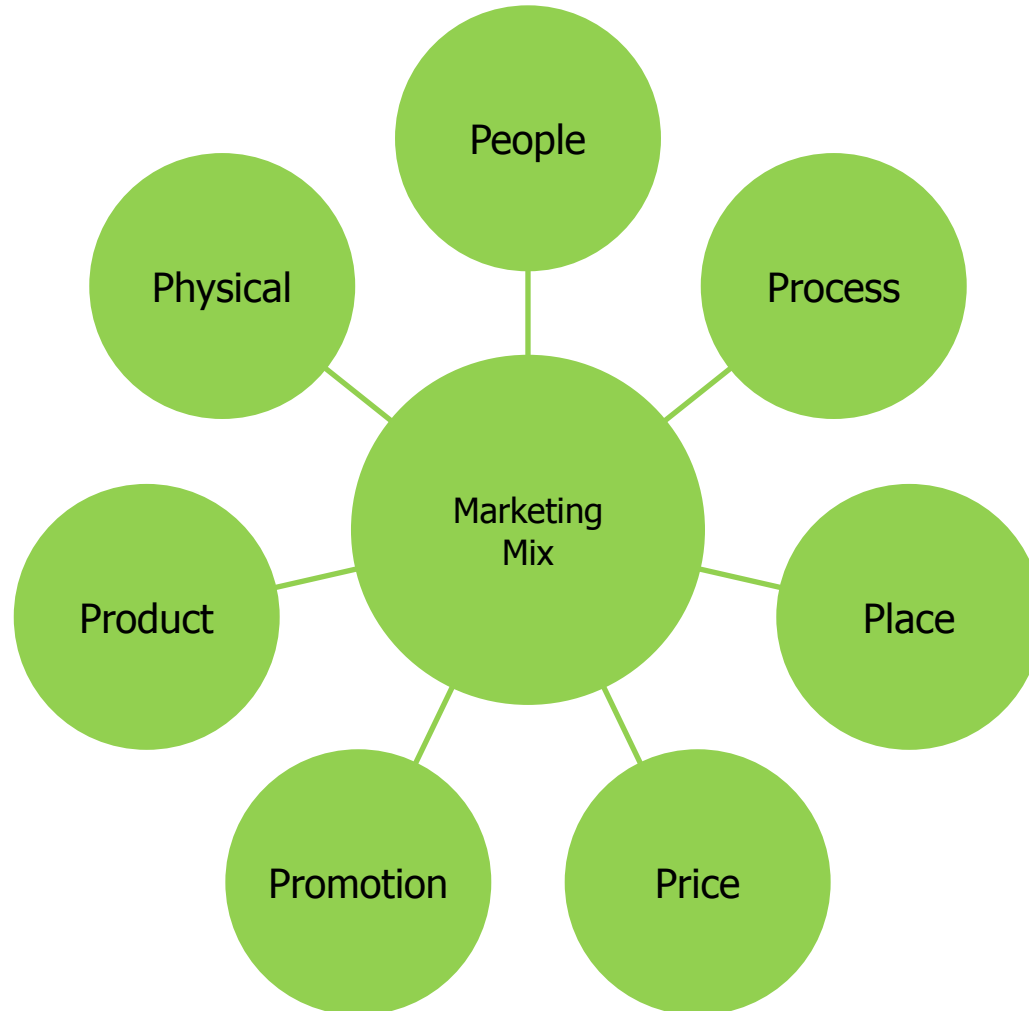 People
Physical
Process
Marketing
Mix
Product
Place
Promotion
Price